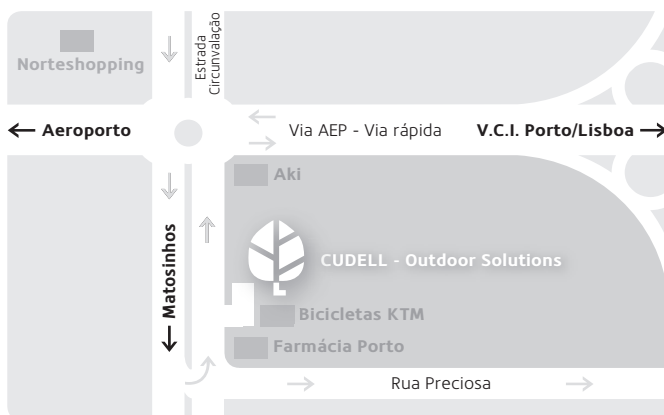 Estrada
Circunvalação
Norteshopping
← Aeroporto
Via AEP - Via rápida
V.C.I. Porto/Lisboa →
Aki
← Matosinhos
CUDELL - Outdoor Solutions
Bicicletas KTM
Farmácia Porto
Rua Preciosa